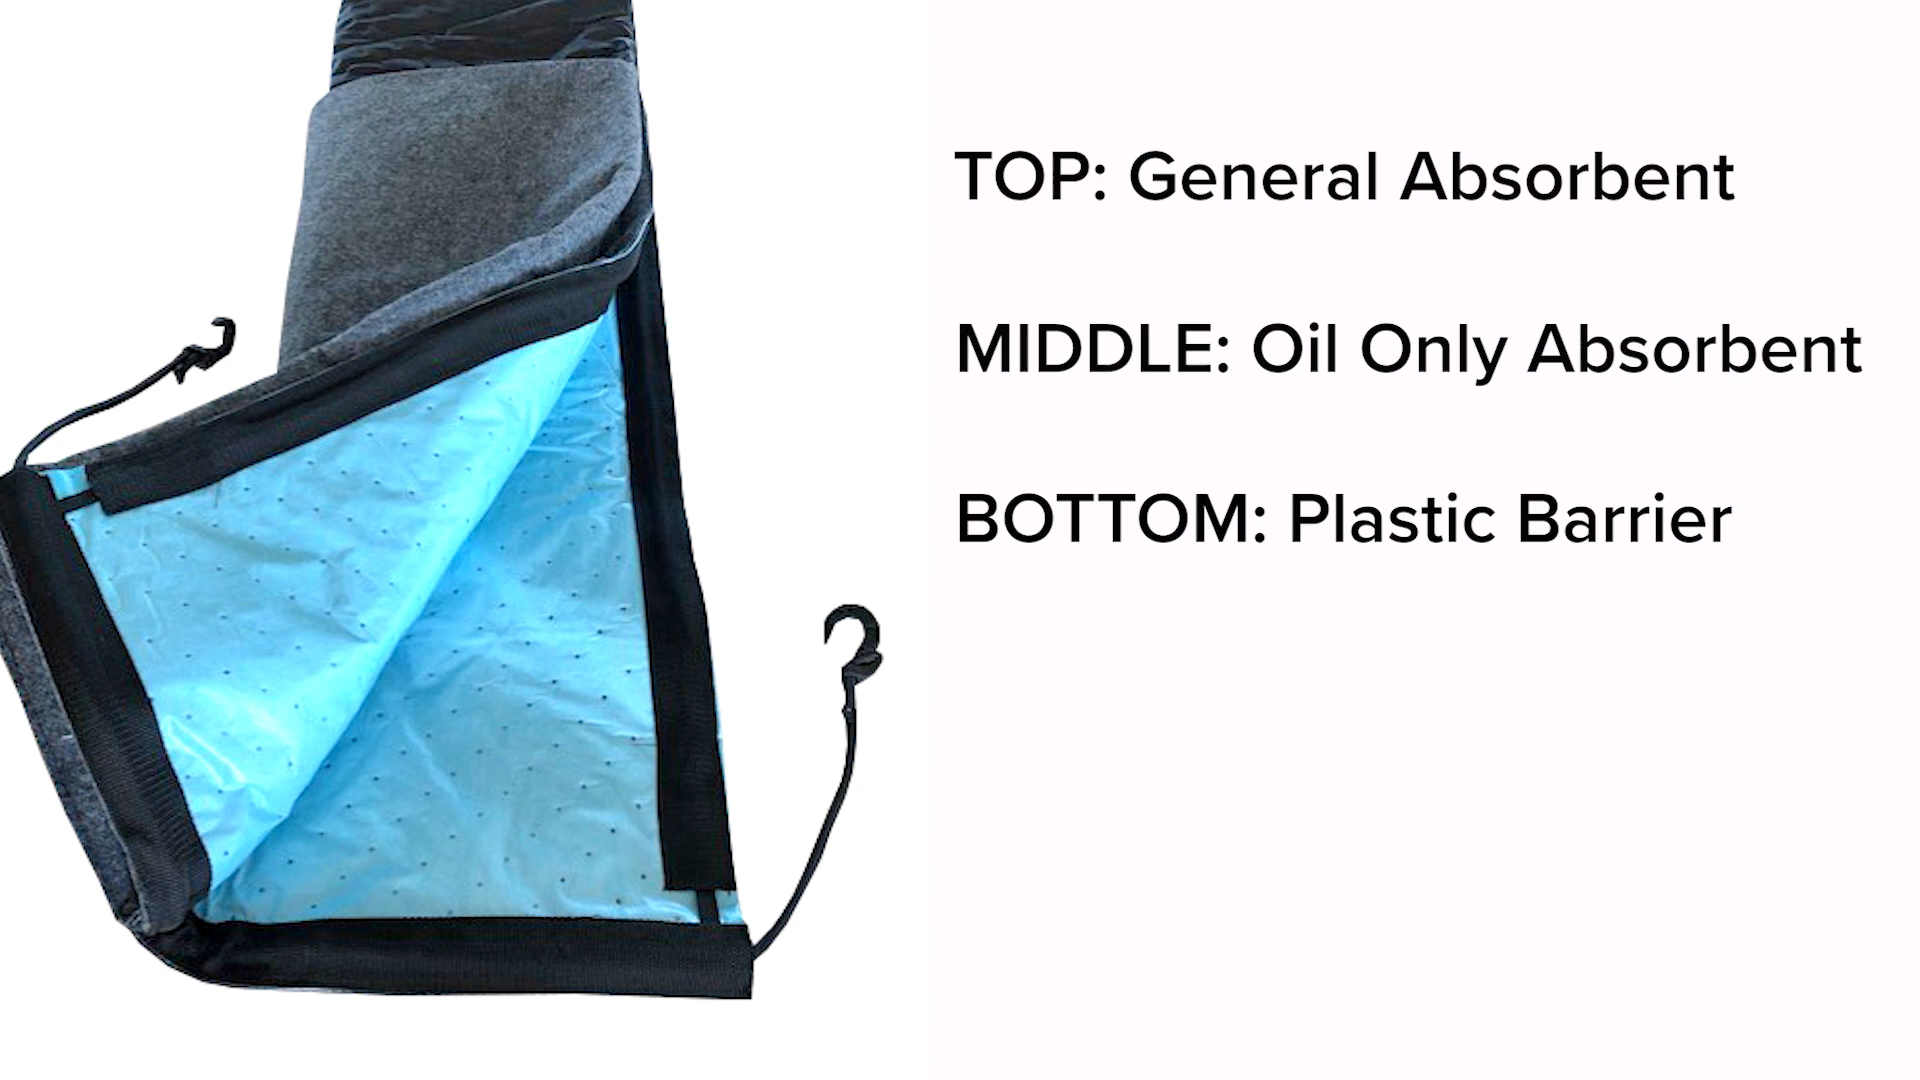 TOP: General Absorbent
MIDDLE: Oil Only Absorbent
BOTTOM: Plastic Barrier